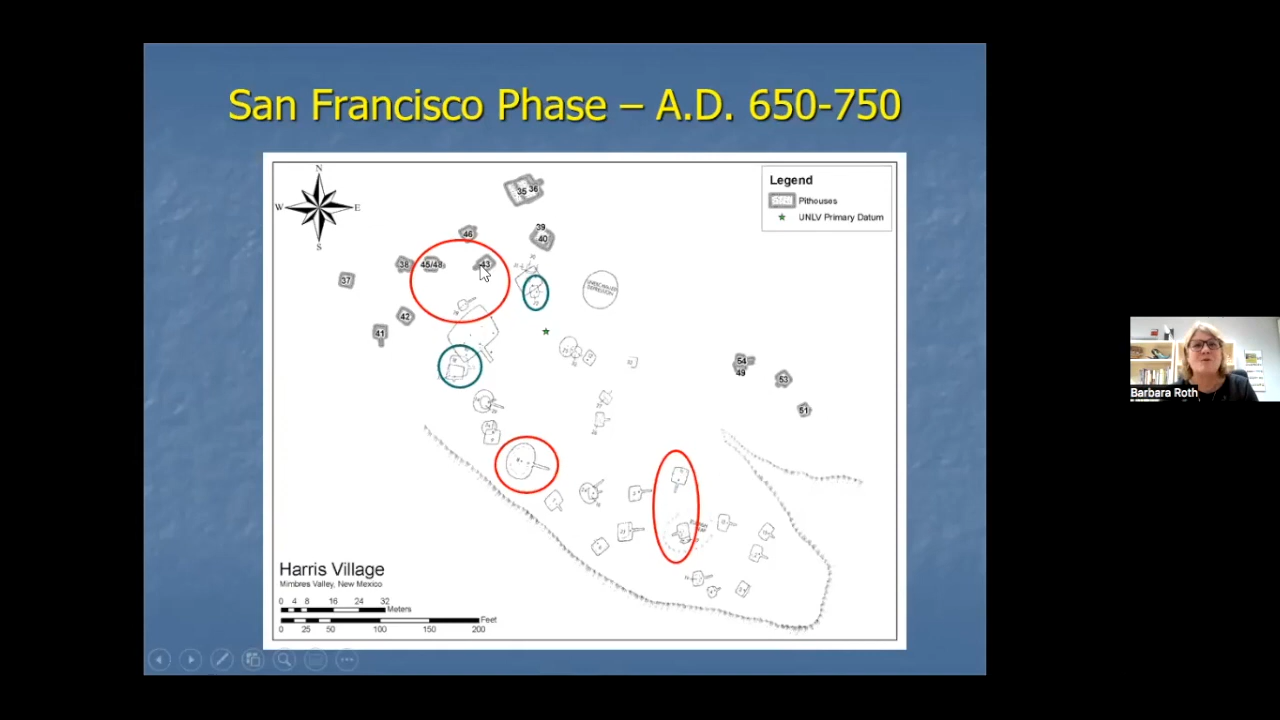 San Francisco Phase – A.D. 650-750
N
W
E
S
Legend
Pithouses
UNLV Primary Datum
35 36
39
40
46
38
45/48
43
37
42
41
54
49
53
51
Barbara Roth
Harris Village
Mimbres Valley, New Mexico
0 4 8 16 24 32
Meters
Feet
0 25 50 100 150 200